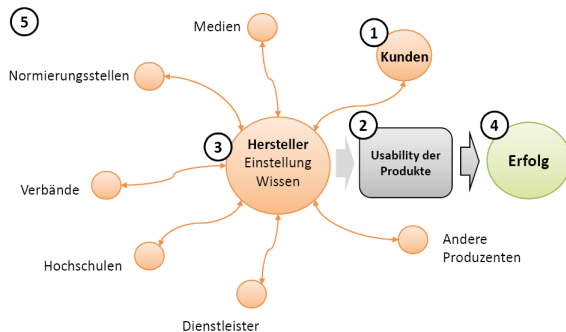 5
Medien
1
Kunden
Normierungsstellen
2
4
3
Hersteller
Einstellung
Wissen
Usability der
Produkte
Erfolg
Verbände
Andere
Produzenten
Hochschulen
Dienstleister